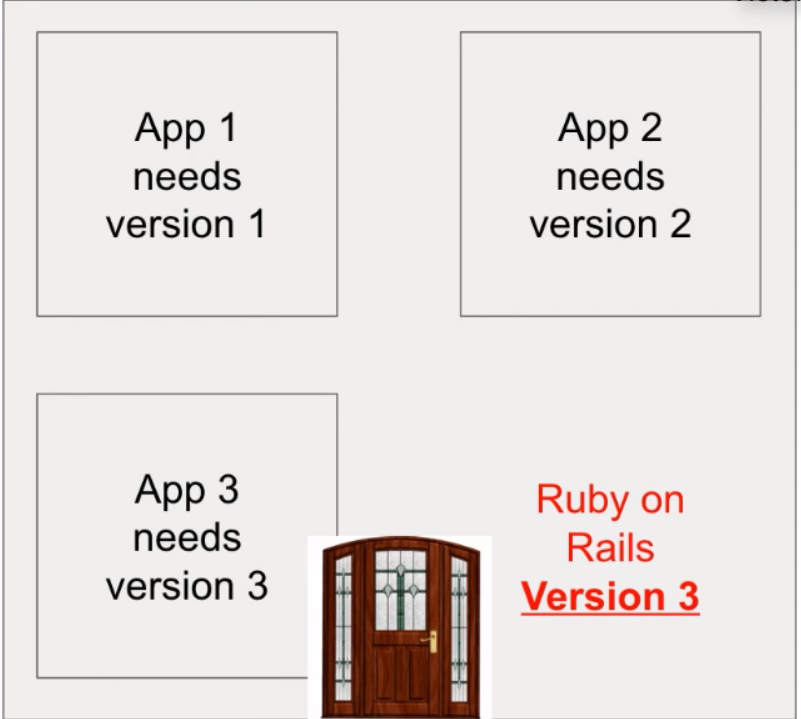 App 1
needs
version 1
App 2
needs
version 2
App 3
needs
version 3
Ruby on
Rails
Version 3